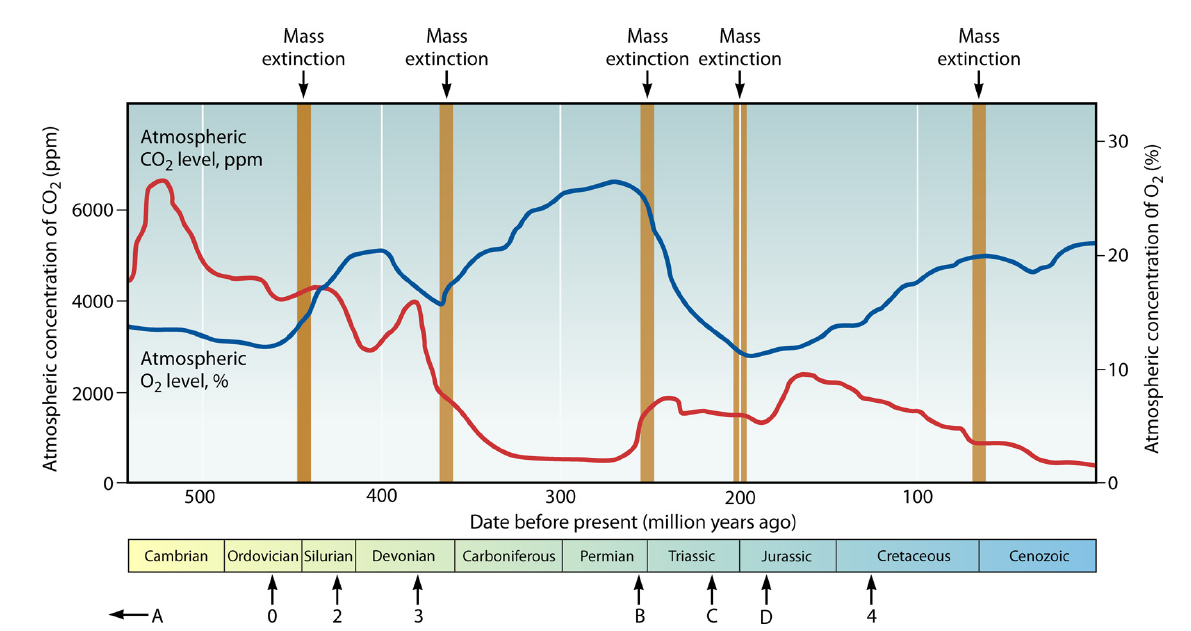 Mass
extinction
Mass
extinction
Mass
extinction
Mass
extinction
Mass
extinction
Atmospheric
CO₂ level, ppm
Atmospheric
O₂ level, %
Atmospheric concentration of CO₂ (ppm)
6000
4000
2000
0
Atmospheric concentration of O₂ (%)
30
20
10
0
500 400 300 200 100
Date before present (million years ago)
Cambrian Ordovician Silurian Devonian Carboniferous Permian Triassic Jurassic Cretaceous Cenozoic
A 0 2 3 B C D 4